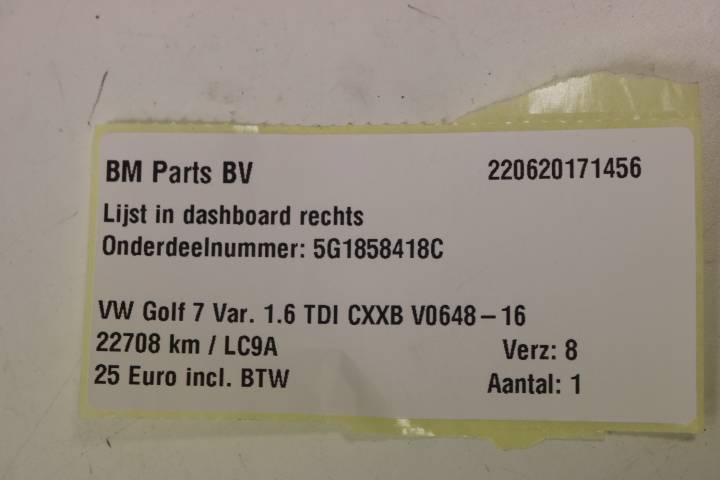 BM Parts BV 220620171456
Lijst in dashboard rechts
Onderdeelnummer: 5G1858418C
VW Golf 7 Var. 1.6 TDI CXXB V0648-16
22708 km / LC9A Verz: 8
25 Euro incl. BTW Aantal: 1